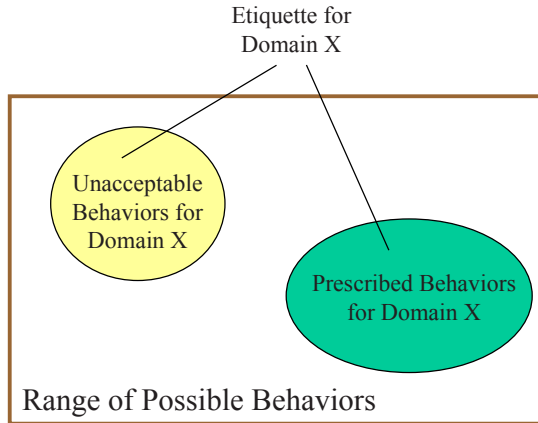 Etiquette for
Domain X
Unacceptable
Behaviors for
Domain X
Prescribed Behaviors
for Domain X
Range of Possible Behaviors